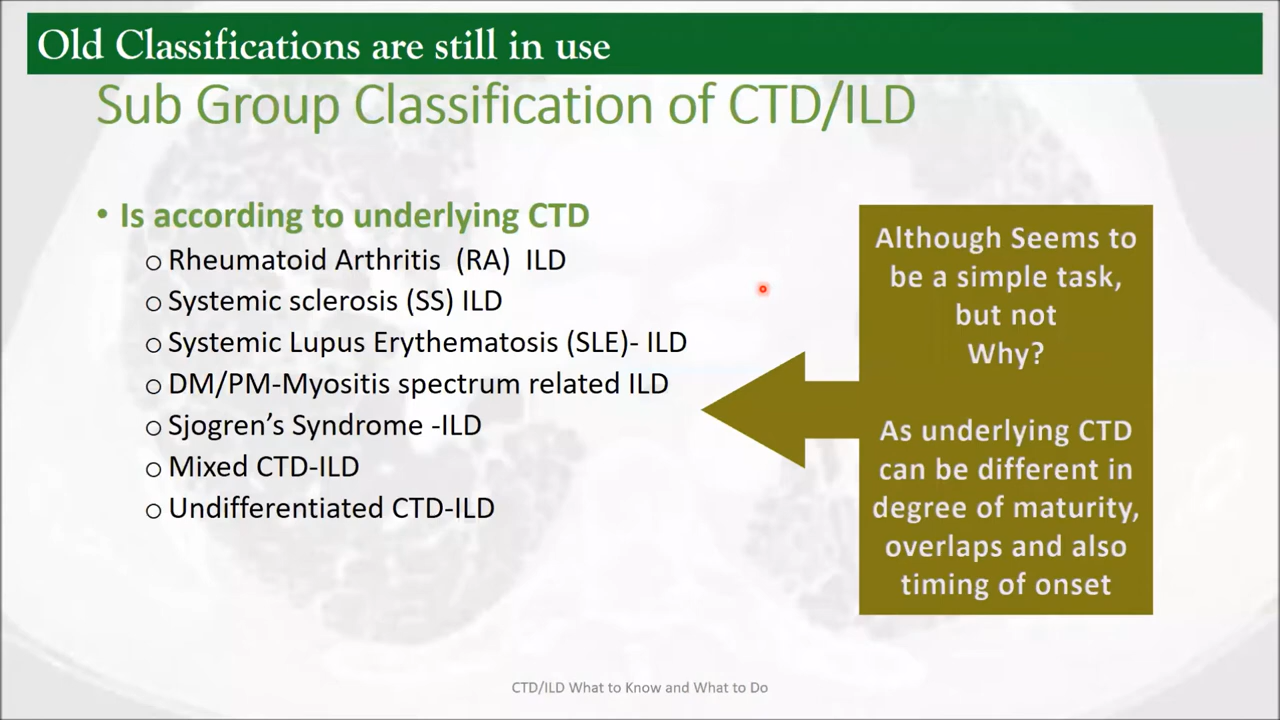 Old Classifications are still in use
Sub Group Classification of CTD/ILD
• Is according to underlying CTD
o Rheumatoid Arthritis (RA) ILD
o Systemic sclerosis (SS) ILD
o Systemic Lupus Erythematosis (SLE)- ILD
o DM/PM-Myositis spectrum related ILD
o Sjogren’s Syndrome -ILD
o Mixed CTD-ILD
o Undifferentiated CTD-ILD
Although Seems to
be a simple task,
but not
Why?
As underlying CTD
can be different in
degree of maturity,
overlaps and also
timing of onset
CTD/ILD What to Know and What to Do